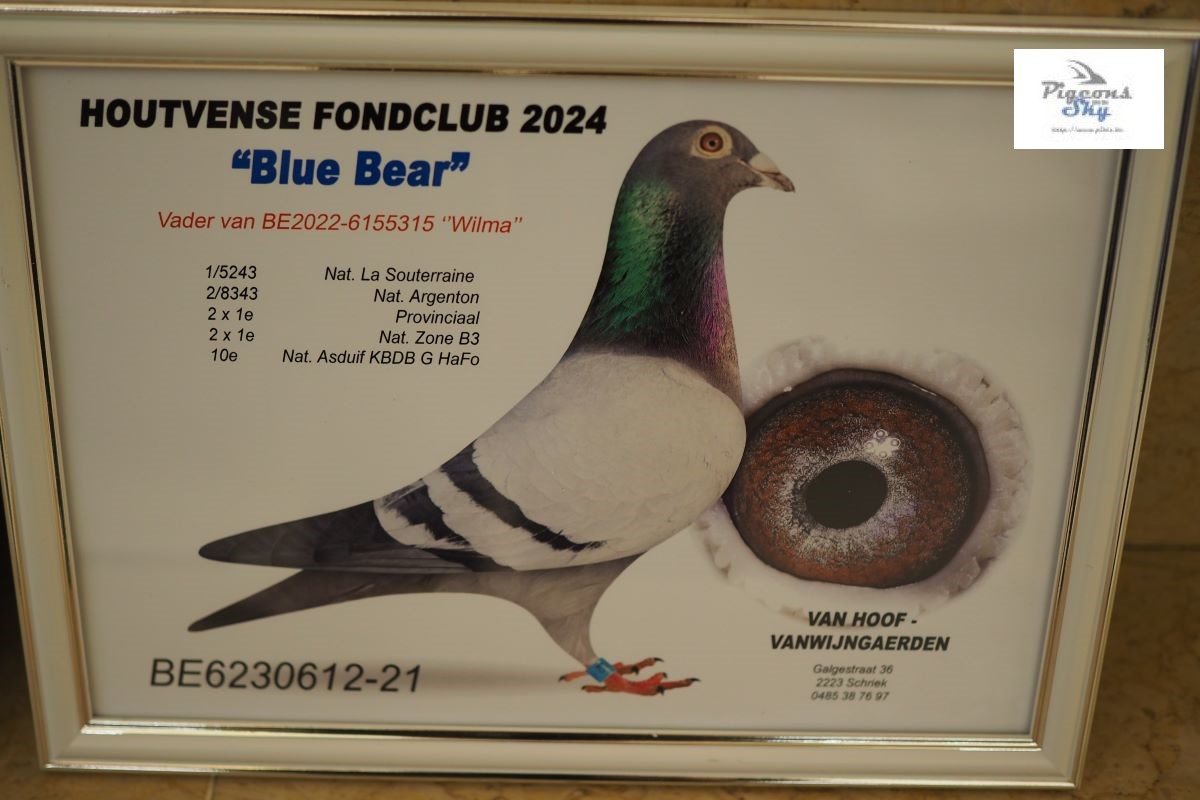 HOUTVENSE FONDCLUB 2024
“Blue Bear”
Vader van BE2022-6155315 ‘’Wilma’’
1/5243 Nat. La Souterraine
2/8343 Nat. Argenton
2 x 1e Provinciaal
2 x 1e Nat. Zone B3
10e Nat. Asduif KBDB G HaFo
BE6230612-21
VAN HOOF -
VANWIJNGAERDEN
Galgestraat 36
2223 Schriek
0485 38 76 97
Pigeons
Sky